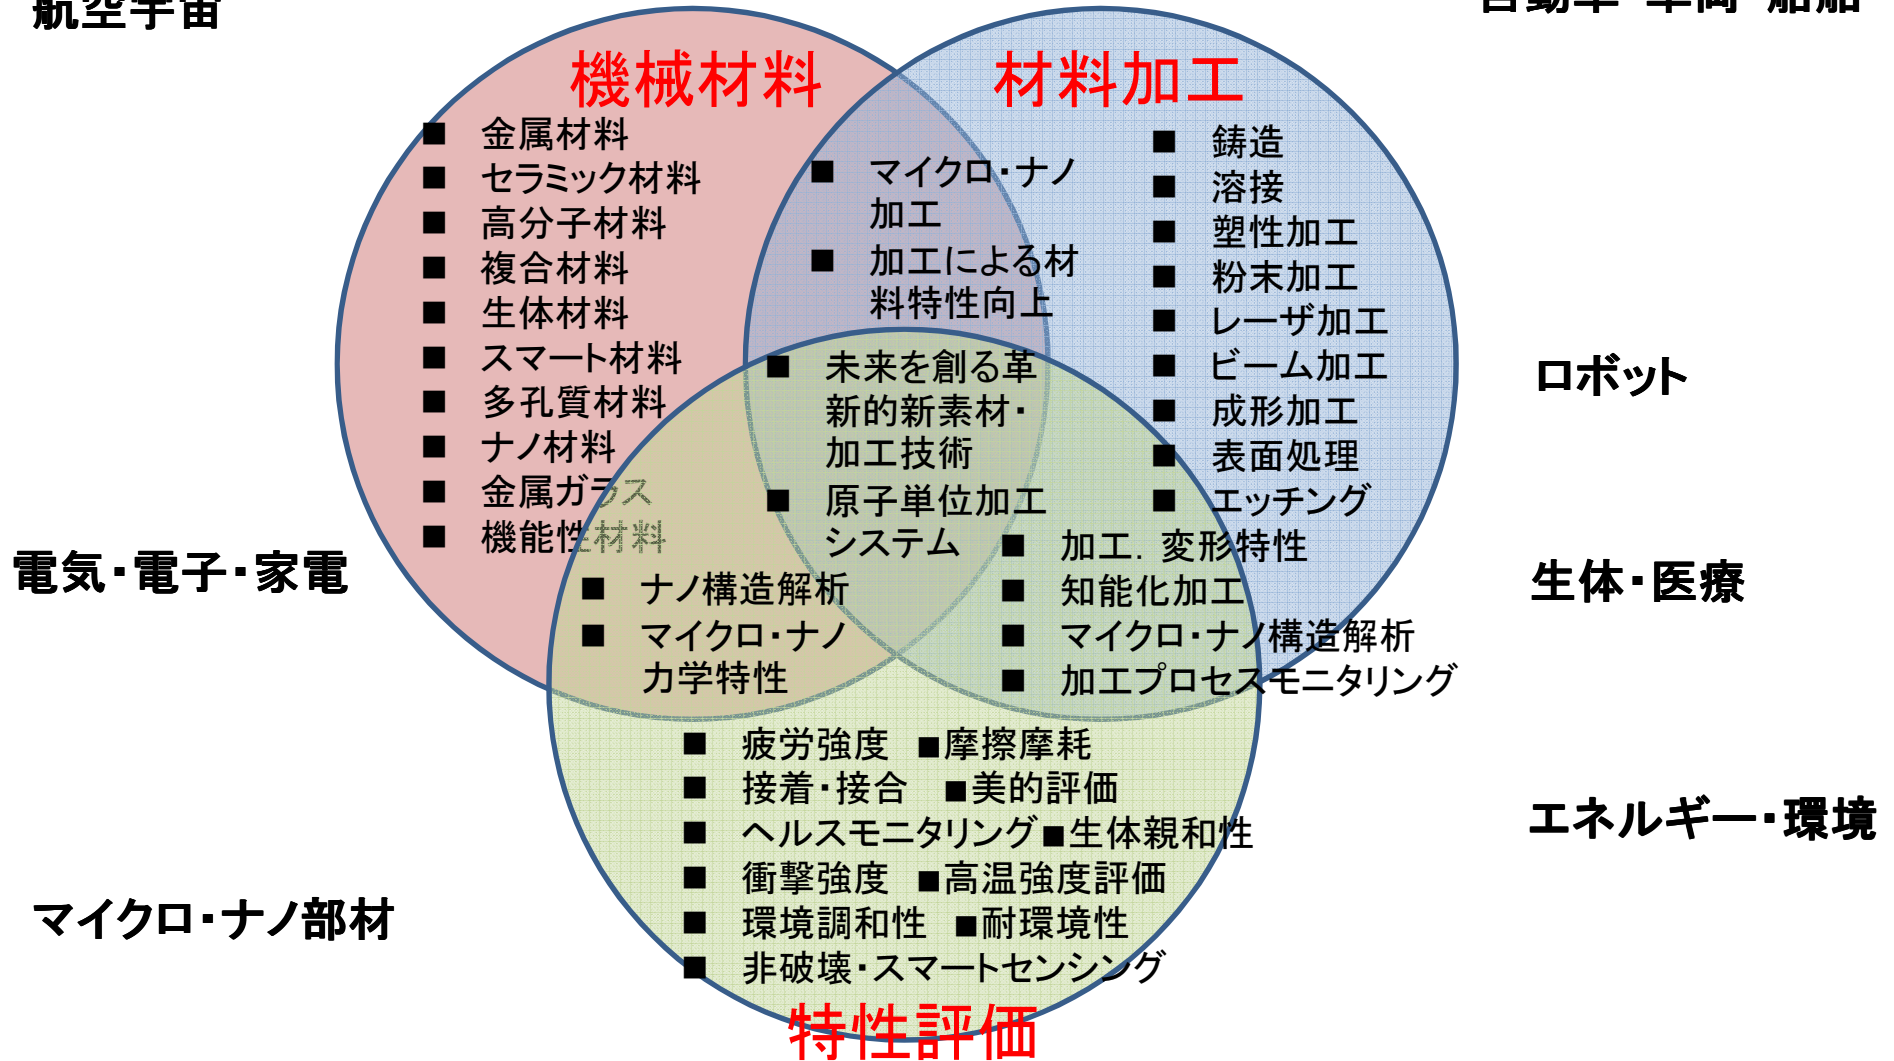 航空宇宙
自動車・車両・船舶
機械材料
■ 金属材料
■ セラミック材料
■ 高分子材料
■ 複合材料
■ 生体材料
■ スマート材料
■ 多孔質材料
■ ナノ材料
■ 金属ガラス
■ 機能性材料
■ マイクロ・ナノ
加工
■ 加工による材
料特性向上
材料加工
■ 鋳造
■ 溶接
■ 塑性加工
■ 粉末加工
■ レーザ加工
■ ビーム加工
■ 成形加工
■ 表面処理
■ エッチング
■ 未来を創る革
新的新素材・
加工技術
■ 原子単位加工
システム
■ ナノ構造解析
■ マイクロ・ナノ
力学特性
■ 加工．変形特性
■ 知能化加工
■ マイクロ・ナノ構造解析
■ 加工プロセスモニタリング
■ 疲労強度 ■摩擦摩耗
■ 接着・接合 ■美的評価
■ ヘルスモニタリング■生体親和性
■ 衝撃強度 ■高温強度評価
■ 環境調和性 ■耐環境性
■ 非破壊・スマートセンシング
特性評価
ロボット
電気・電子・家電
生体・医療
エネルギー・環境
マイクロ・ナノ部材